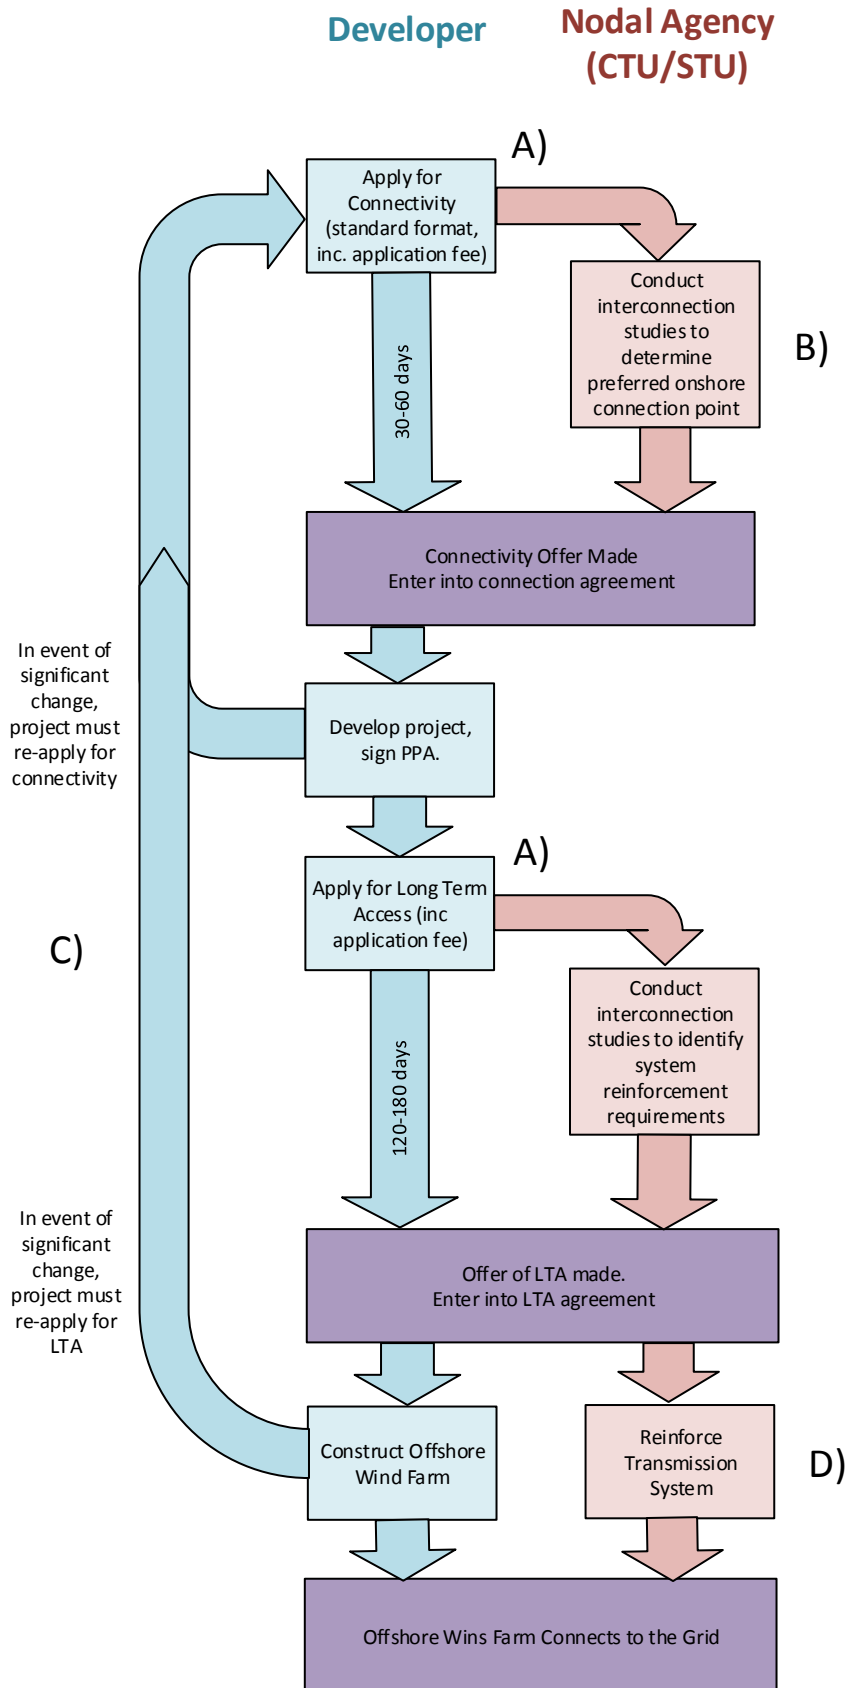 Developer
Nodal Agency
(CTU/STU)
A)
Apply for
Connectivity
(standard format,
inc. application fee)
Conduct
interconnection
studies to
determine
preferred onshore
connection point
B)
30-60 days
Connectivity Offer Made
Enter into connection agreement
In event of
significant
change,
project must
re-apply for
connectivity
Develop project,
sign PPA.
A)
Apply for Long Term
Access (inc
application fee)
C)
Conduct
interconnection
studies to identify
system
reinforcement
requirements
120-180 days
In event of
significant
change,
project must
re-apply for
LTA
Offer of LTA made.
Enter into LTA agreement
Construct Offshore
Wind Farm
Reinforce
Transmission
System
D)
Offshore Wins Farm Connects to the Grid